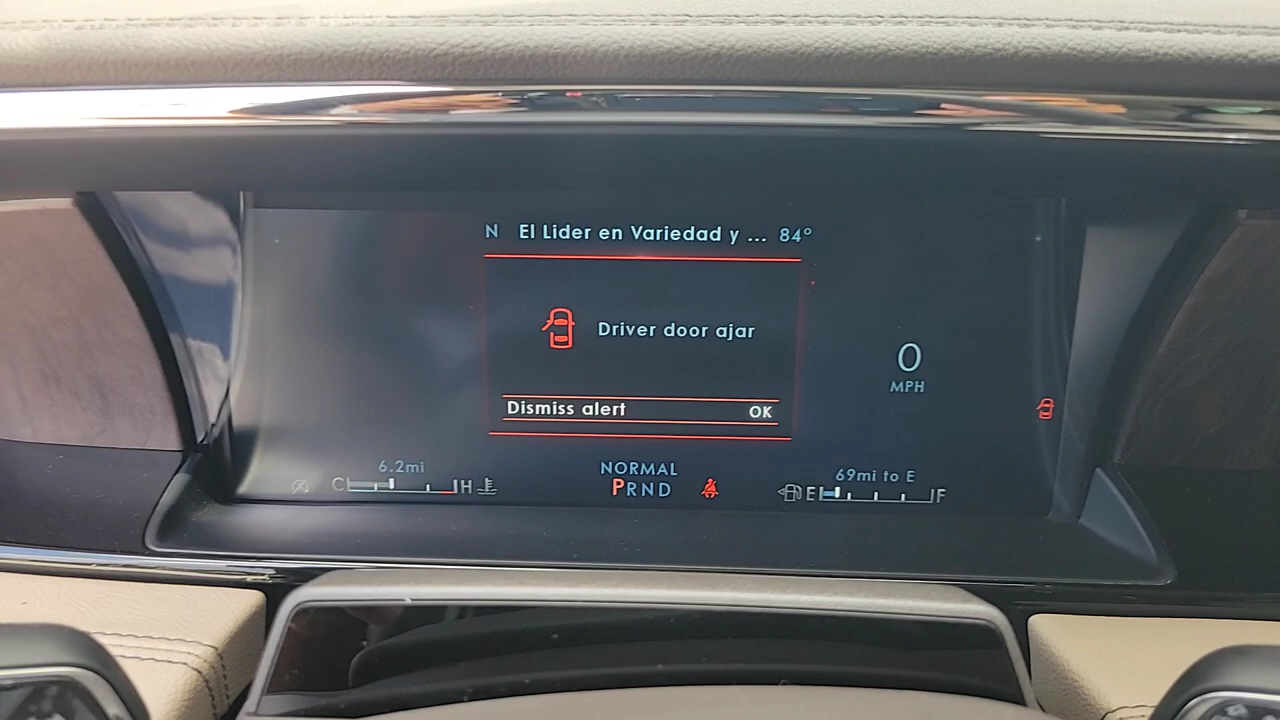 N El Lider en Variedad y ... 84°
Driver door ajar
Dismiss alert OK
0
MPH
6.2mi
C H
NORMAL
PRND
69mi to E
E F